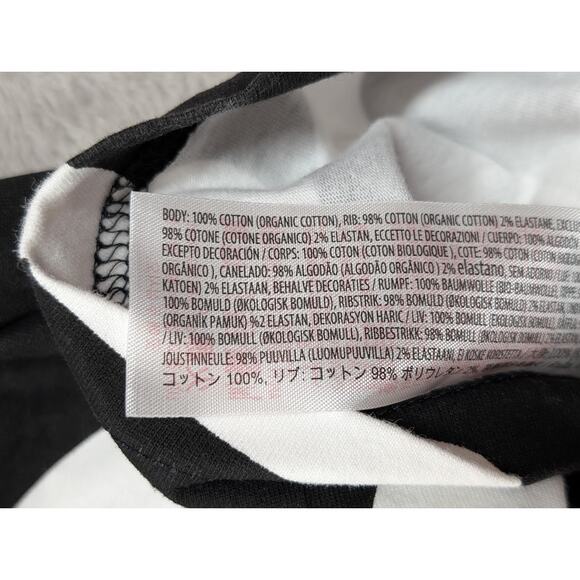 BODY: 100% COTTON (ORGANIC COTTON), RIB: 98% COTTON (ORGANIC COTTON) 2% ELASTANE, EXCLU
98% COTONE (COTONE ORGANICO) 2% ELASTAN, ECCETTO LE DECORAZIONI / CUERPO: 100% ALGODÓN
EXCEPTO DECORACIÓN / CORPS: 100% COTON (COTON BIOLOGIQUE), COTE: 98% COTON (COTON
ORGÂNICO ), CANELADO: 98% ALGODÃO (ALGODÃO ORGÂNICO ) 2% elastano, SEM ADORNO /
KATOEN) 2% ELASTAAN, BEHALVE DECORATIES / RUMPF: 100% BAUMWOLLE (BIO-BAUMWOLLE),
100% BOMULD (ØKOLOGISK BOMULD), RIBSTRIK: 98% BOMULD (ØKOLOGISK BOMULD) 2% ELASTAN
(ORGANİK PAMUK) %2 ELASTAN, DEKORASYON HARIC / LIV: 100% BOMULL (EKOLOGISK BOMULL),
/ LIV: 100% BOMULL (ØKOLOGISK BOMULL), RIBBESTRIKK: 98% BOMULL (ØKOLOGISK BOMULL) 2%
JOUSTINNEULE: 98% PUUVILLA (LUOMUPUUVILLA) 2% ELASTAANI, EI KOSKE KORISTEITA /
コットン 100%, リブ: コットン 98% ポリウレタン 2%